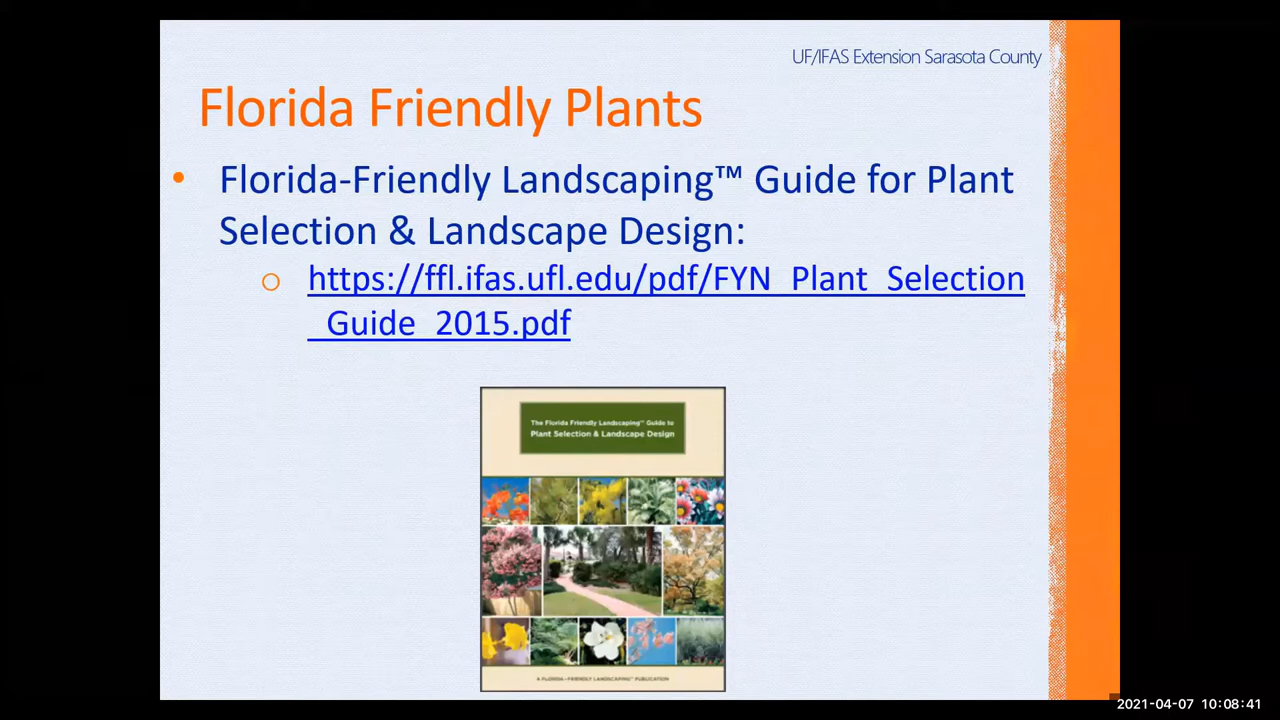 UF/IFAS Extension Sarasota County
Florida Friendly Plants
• Florida-Friendly Landscaping™ Guide for Plant
Selection & Landscape Design:
o https://ffl.ifas.ufl.edu/pdf/FYN_Plant_Selection
_Guide_2015.pdf
The Florida Friendly Landscaping™ Guide to
Plant Selection & Landscape Design
A FLORIDA-FRIENDLY LANDSCAPING™ PUBLICATION
2021-04-07 10:08:41